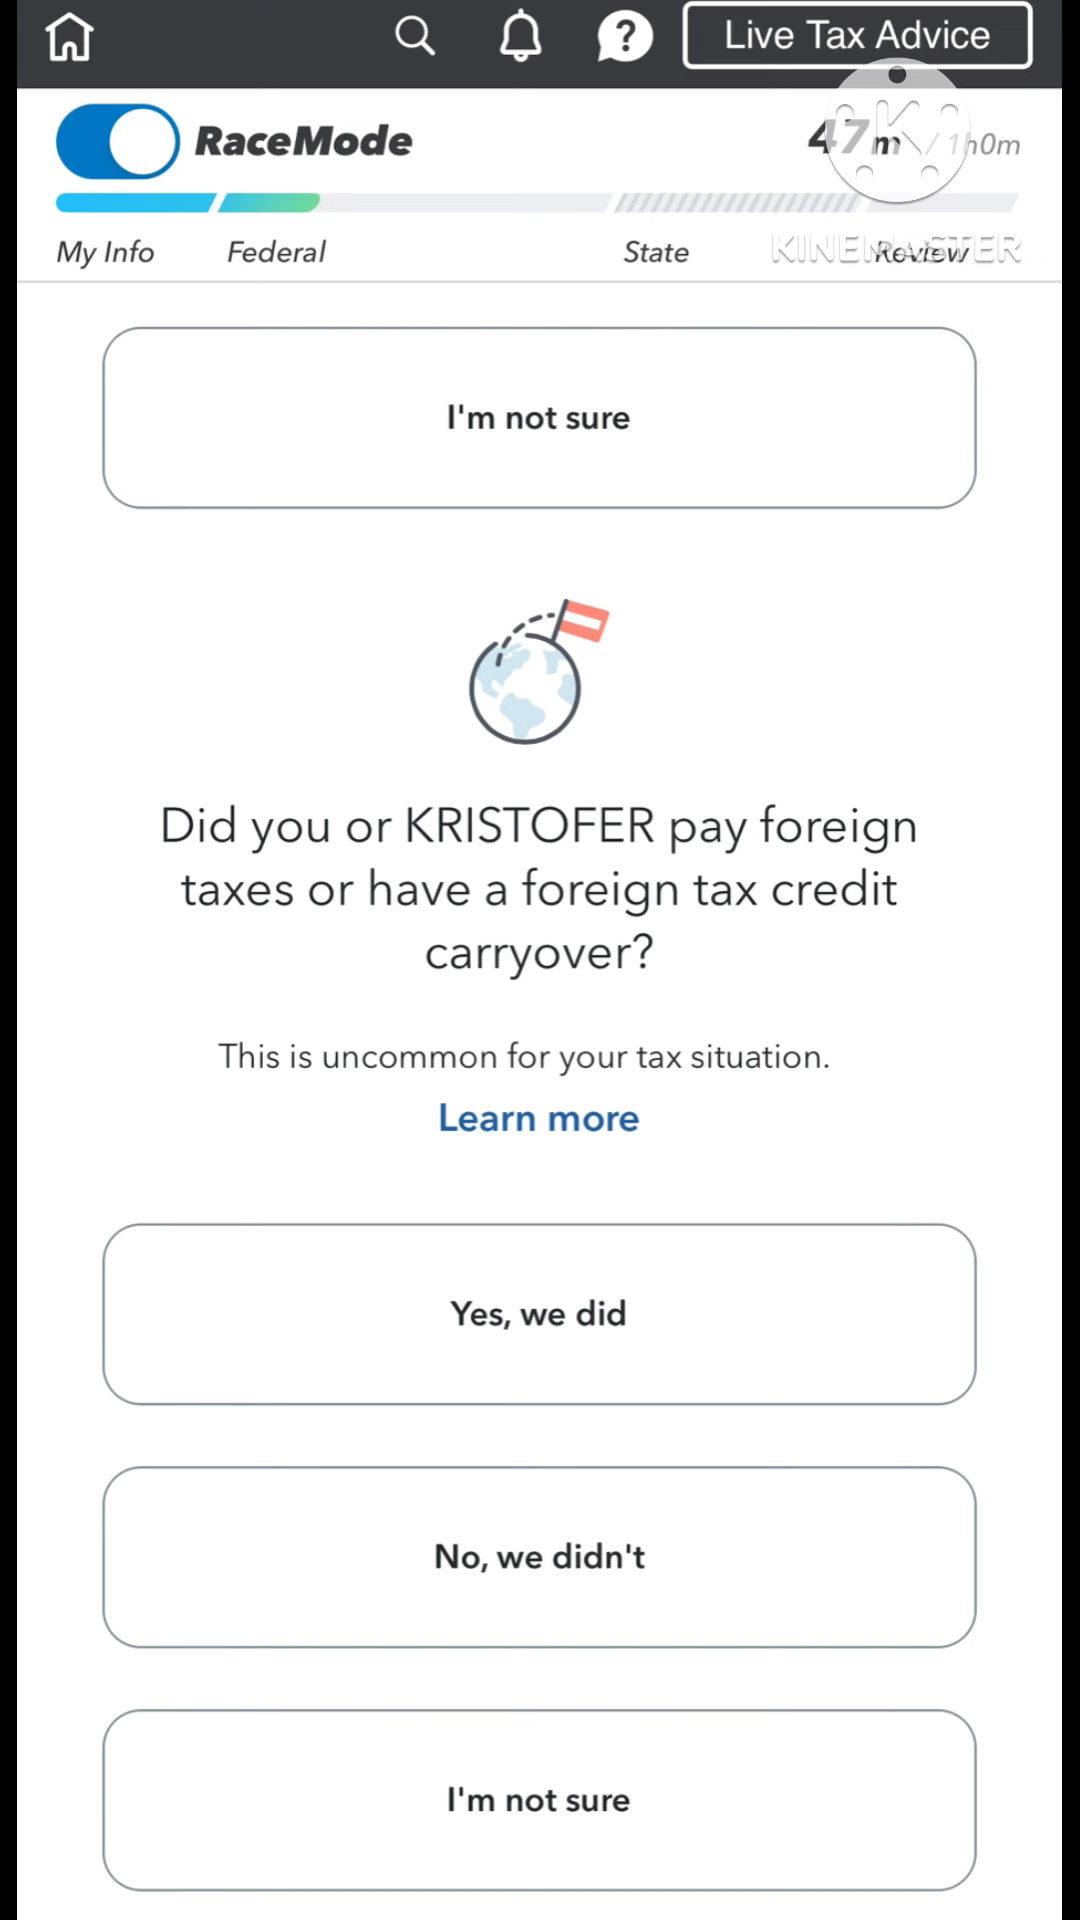 Live Tax Advice
RaceMode
47m / 1h0m
My Info
Federal
State
Review
KINEMASTER
I'm not sure
Did you or KRISTOFER pay foreign
taxes or have a foreign tax credit
carryover?
This is uncommon for your tax situation.
Learn more
Yes, we did
No, we didn't
I'm not sure